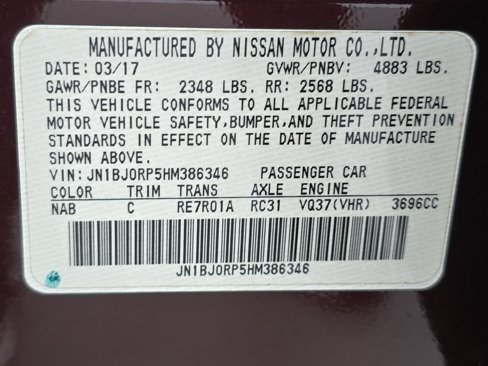 MANUFACTURED BY NISSAN MOTOR CO.,LTD.
DATE: 03/17 GVWR/PNBV: 4883 LBS.
GAWR/PNBE FR: 2348 LBS. RR: 2568 LBS.
THIS VEHICLE CONFORMS TO ALL APPLICABLE FEDERAL
MOTOR VEHICLE SAFETY,BUMPER,AND THEFT PREVENTION
STANDARDS IN EFFECT ON THE DATE OF MANUFACTURE
SHOWN ABOVE.
VIN:JN1BJ0RP5HM386346 PASSENGER CAR
COLOR TRIM TRANS AXLE ENGINE
NAB C RE7R01A RC31 VQ37(VHR) 3696CC
JN1BJ0RP5HM386346